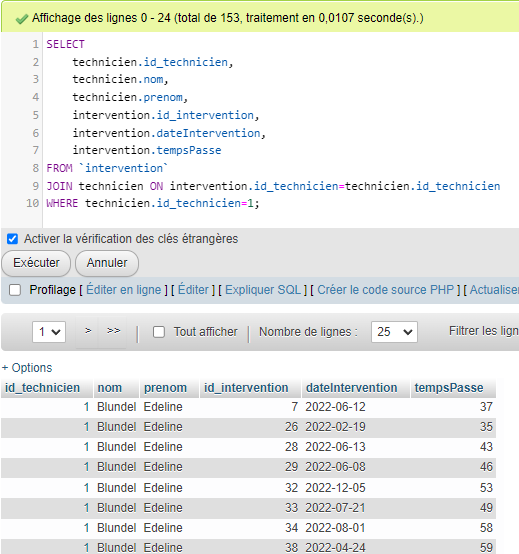 Affichage des lignes 0 - 24 (total de 153, traitement en 0,0107 seconde(s).)
1 SELECT
2 technicien.id_technicien,
3 technicien.nom,
4 technicien.prenom,
5 intervention.id_intervention,
6 intervention.dateIntervention,
7 intervention.tempsPasse
8 FROM `intervention`
9 JOIN technicien ON intervention.id_technicien=technicien.id_technicien
10 WHERE technicien.id_technicien=1;
Activer la vérification des clés étrangères
Exécuter Annuler
Profilage [ Éditer en ligne ] [ Éditer ] [ Expliquer SQL ] [ Créer le code source PHP ] [ Actualiser
1 > >> Tout afficher Nombre de lignes : 25 Filtrer les lign
+ Options
id_technicien nom prenom id_intervention dateIntervention tempsPasse
1 Blundel Edeline 7 2022-06-12 37
1 Blundel Edeline 26 2022-02-19 35
1 Blundel Edeline 28 2022-06-13 43
1 Blundel Edeline 29 2022-06-08 46
1 Blundel Edeline 32 2022-12-05 53
1 Blundel Edeline 33 2022-07-21 49
1 Blundel Edeline 34 2022-08-01 58
1 Blundel Edeline 38 2022-04-24 59